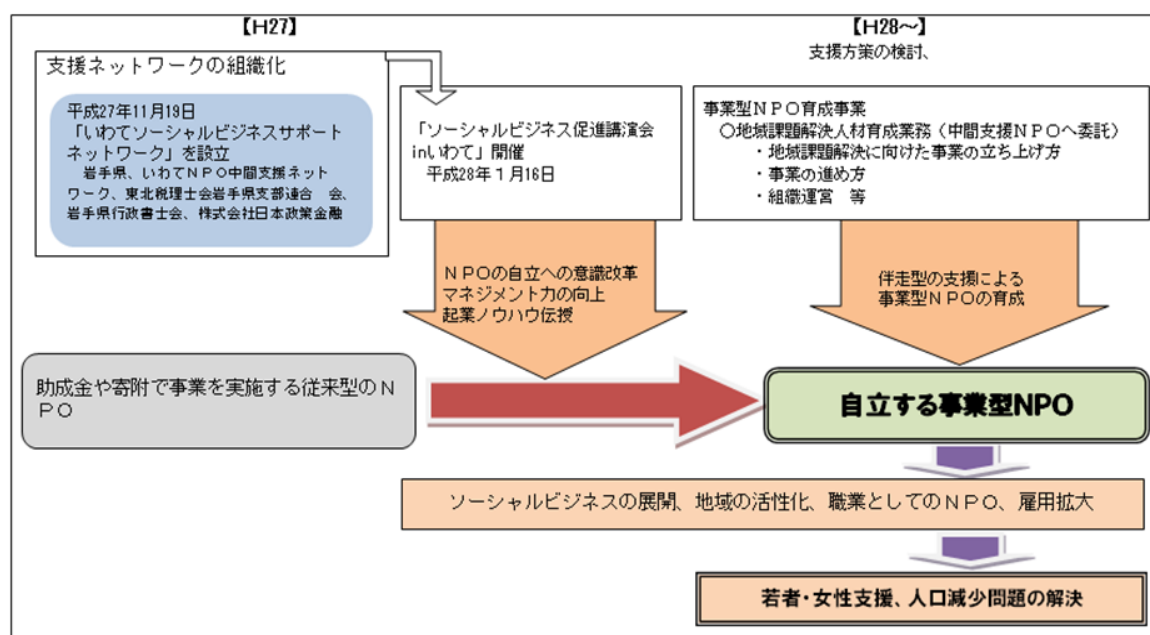 【H27】
支援ネットワークの組織化
平成27年11月19日
「いわてソーシャルビジネスサポート
ネットワーク」を設立
岩手県、いわてNPO中間支援ネット
ワーク、東北税理士会岩手県支部連合　会、
岩手県行政書士会、株式会社日本政策金融
「ソーシャルビジネス促進講演会
inいわて」開催
平成28年１月16日
【H28～】
支援方策の検討、
事業型ＮＰＯ育成事業
〇地域課題解決人材育成業務（中間支援ＮＰＯへ委託）
・地域課題解決に向けた事業の立ち上げ方
・事業の進め方
・組織運営　等
ＮＰＯの自立への意識改革
マネジメント力の向上
起業ノウハウ伝授
伴走型の支援による
事業型ＮＰＯの育成
助成金や寄附で事業を実施する従来型のＮ
ＰＯ
自立する事業型NPO
ソーシャルビジネスの展開、地域の活性化、職業としてのＮＰＯ、雇用拡大
若者・女性支援、人口減少問題の解決